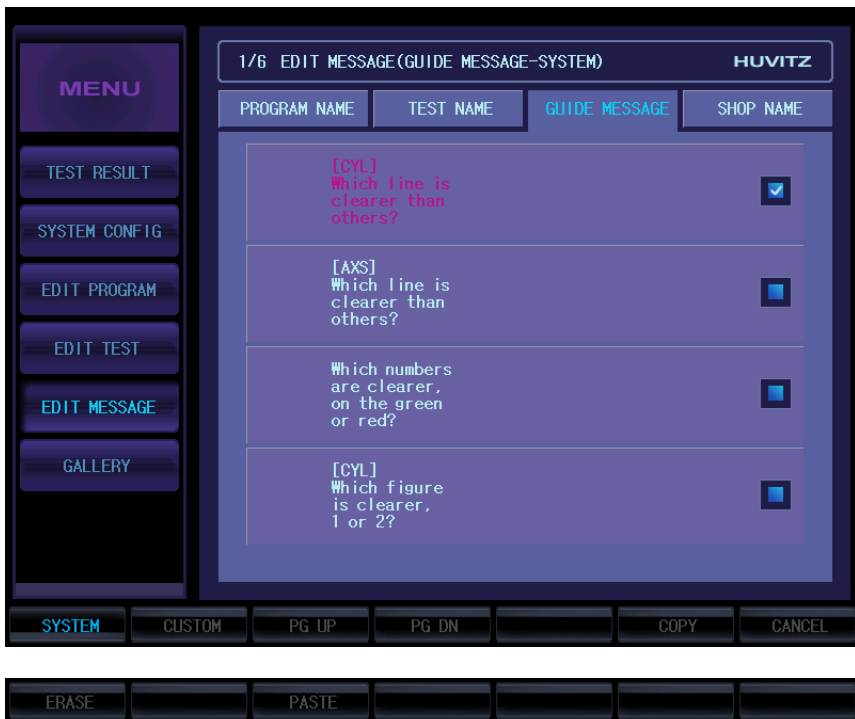 1/6 EDIT MESSAGE(GUIDE MESSAGE-SYSTEM) HUVITZ
MENU
PROGRAM NAME TEST NAME GUIDE MESSAGE SHOP NAME
TEST RESULT
SYSTEM CONFIG
EDIT PROGRAM
EDIT TEST
EDIT MESSAGE
GALLERY
[CYL]
Which line is
clearer than
others?
[AXS]
Which line is
clearer than
others?
Which numbers
are clearer,
on the green
or red?
[CYL]
Which figure
is clearer,
1 or 2?
SYSTEM CUSTOM PG UP PG DN COPY CANCEL
ERASE PASTE